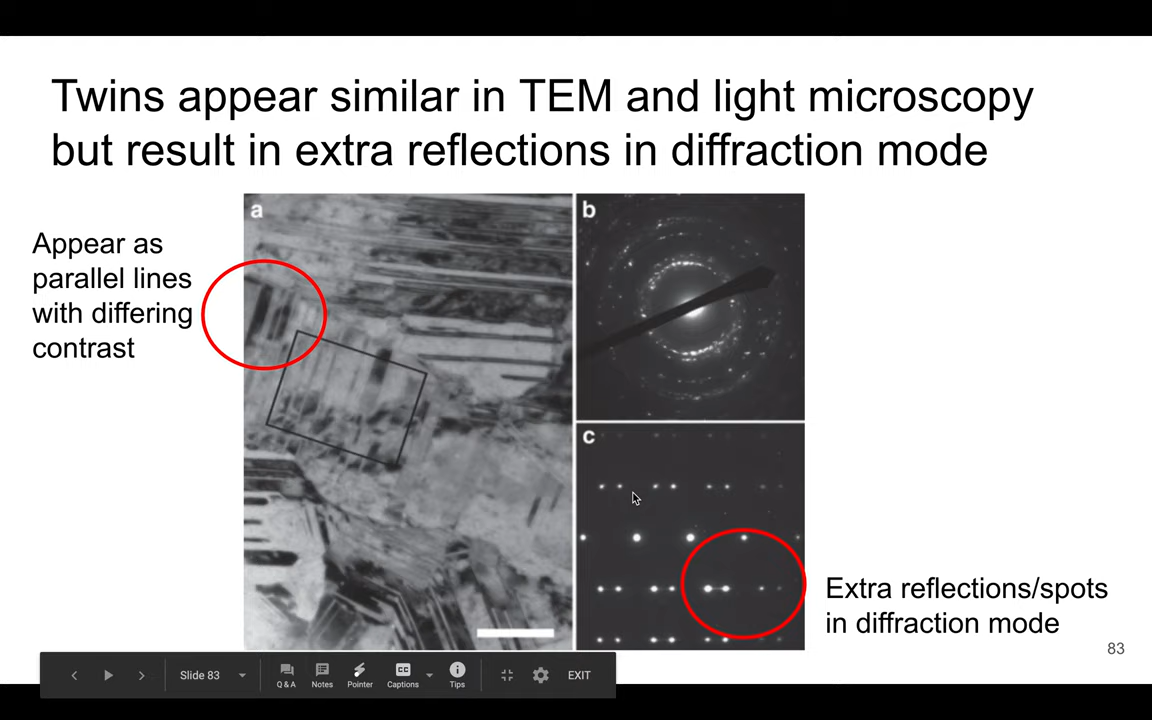 Twins appear similar in TEM and light microscopy
but result in extra reflections in diffraction mode
Appear as
parallel lines
with differing
contrast
a
b
c
Extra reflections/spots
in diffraction mode
83
Slide 83
Q & A
Notes
Pointer
CC
Captions
Tips
EXIT